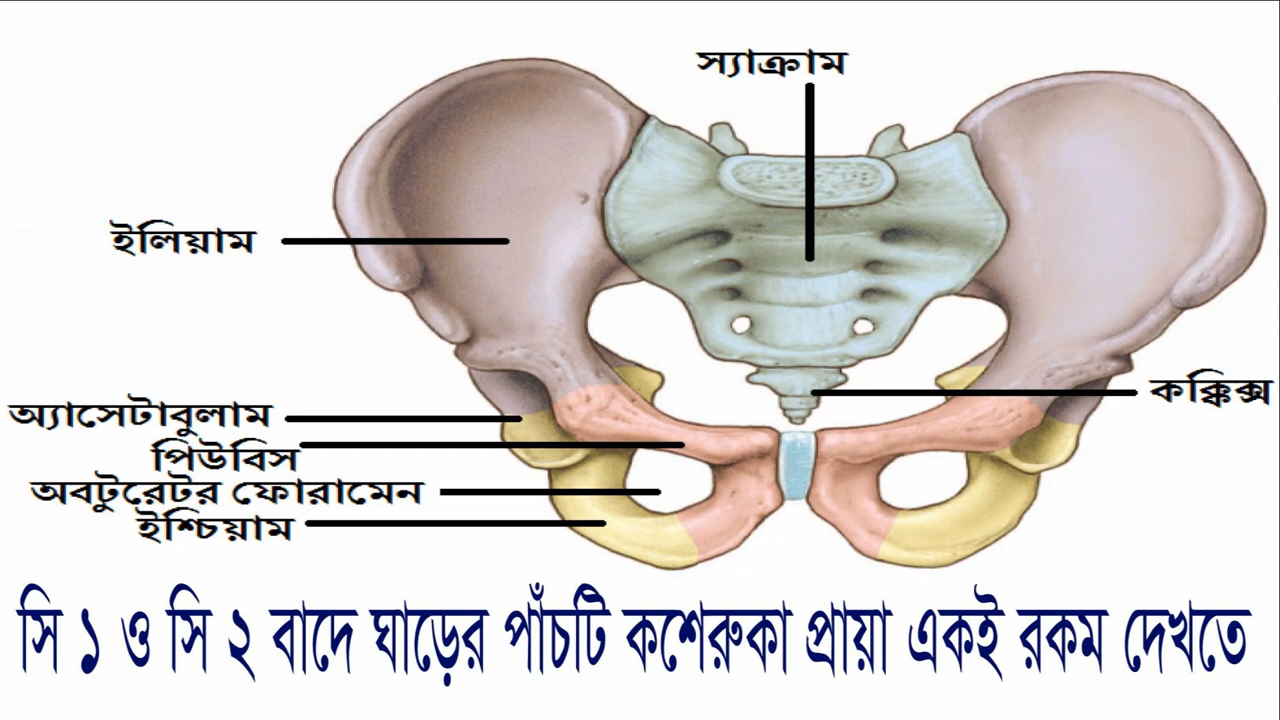 স্যাক্রাম
ইলিয়াম
কক্কিক্স
অ্যাসেটাবুলাম
পিউবিস
অবটুরেটর ফোরামেন
ইশ্চিয়াম
সি ১ ও সি ২ বাদে ঘাড়ের পাঁচটি কশেরুকা প্রায়া একই রকম দেখতে